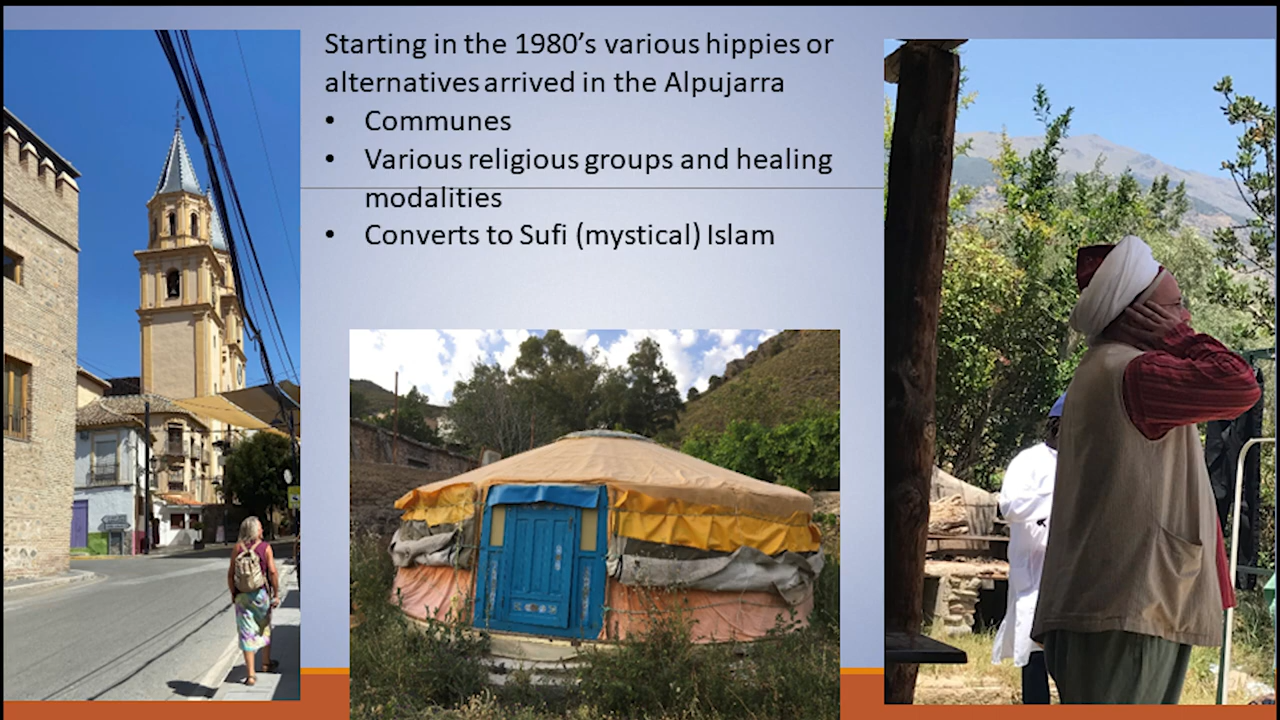 Starting in the 1980’s various hippies or
alternatives arrived in the Alpujarra
• Communes
• Various religious groups and healing
modalities
• Converts to Sufi (mystical) Islam